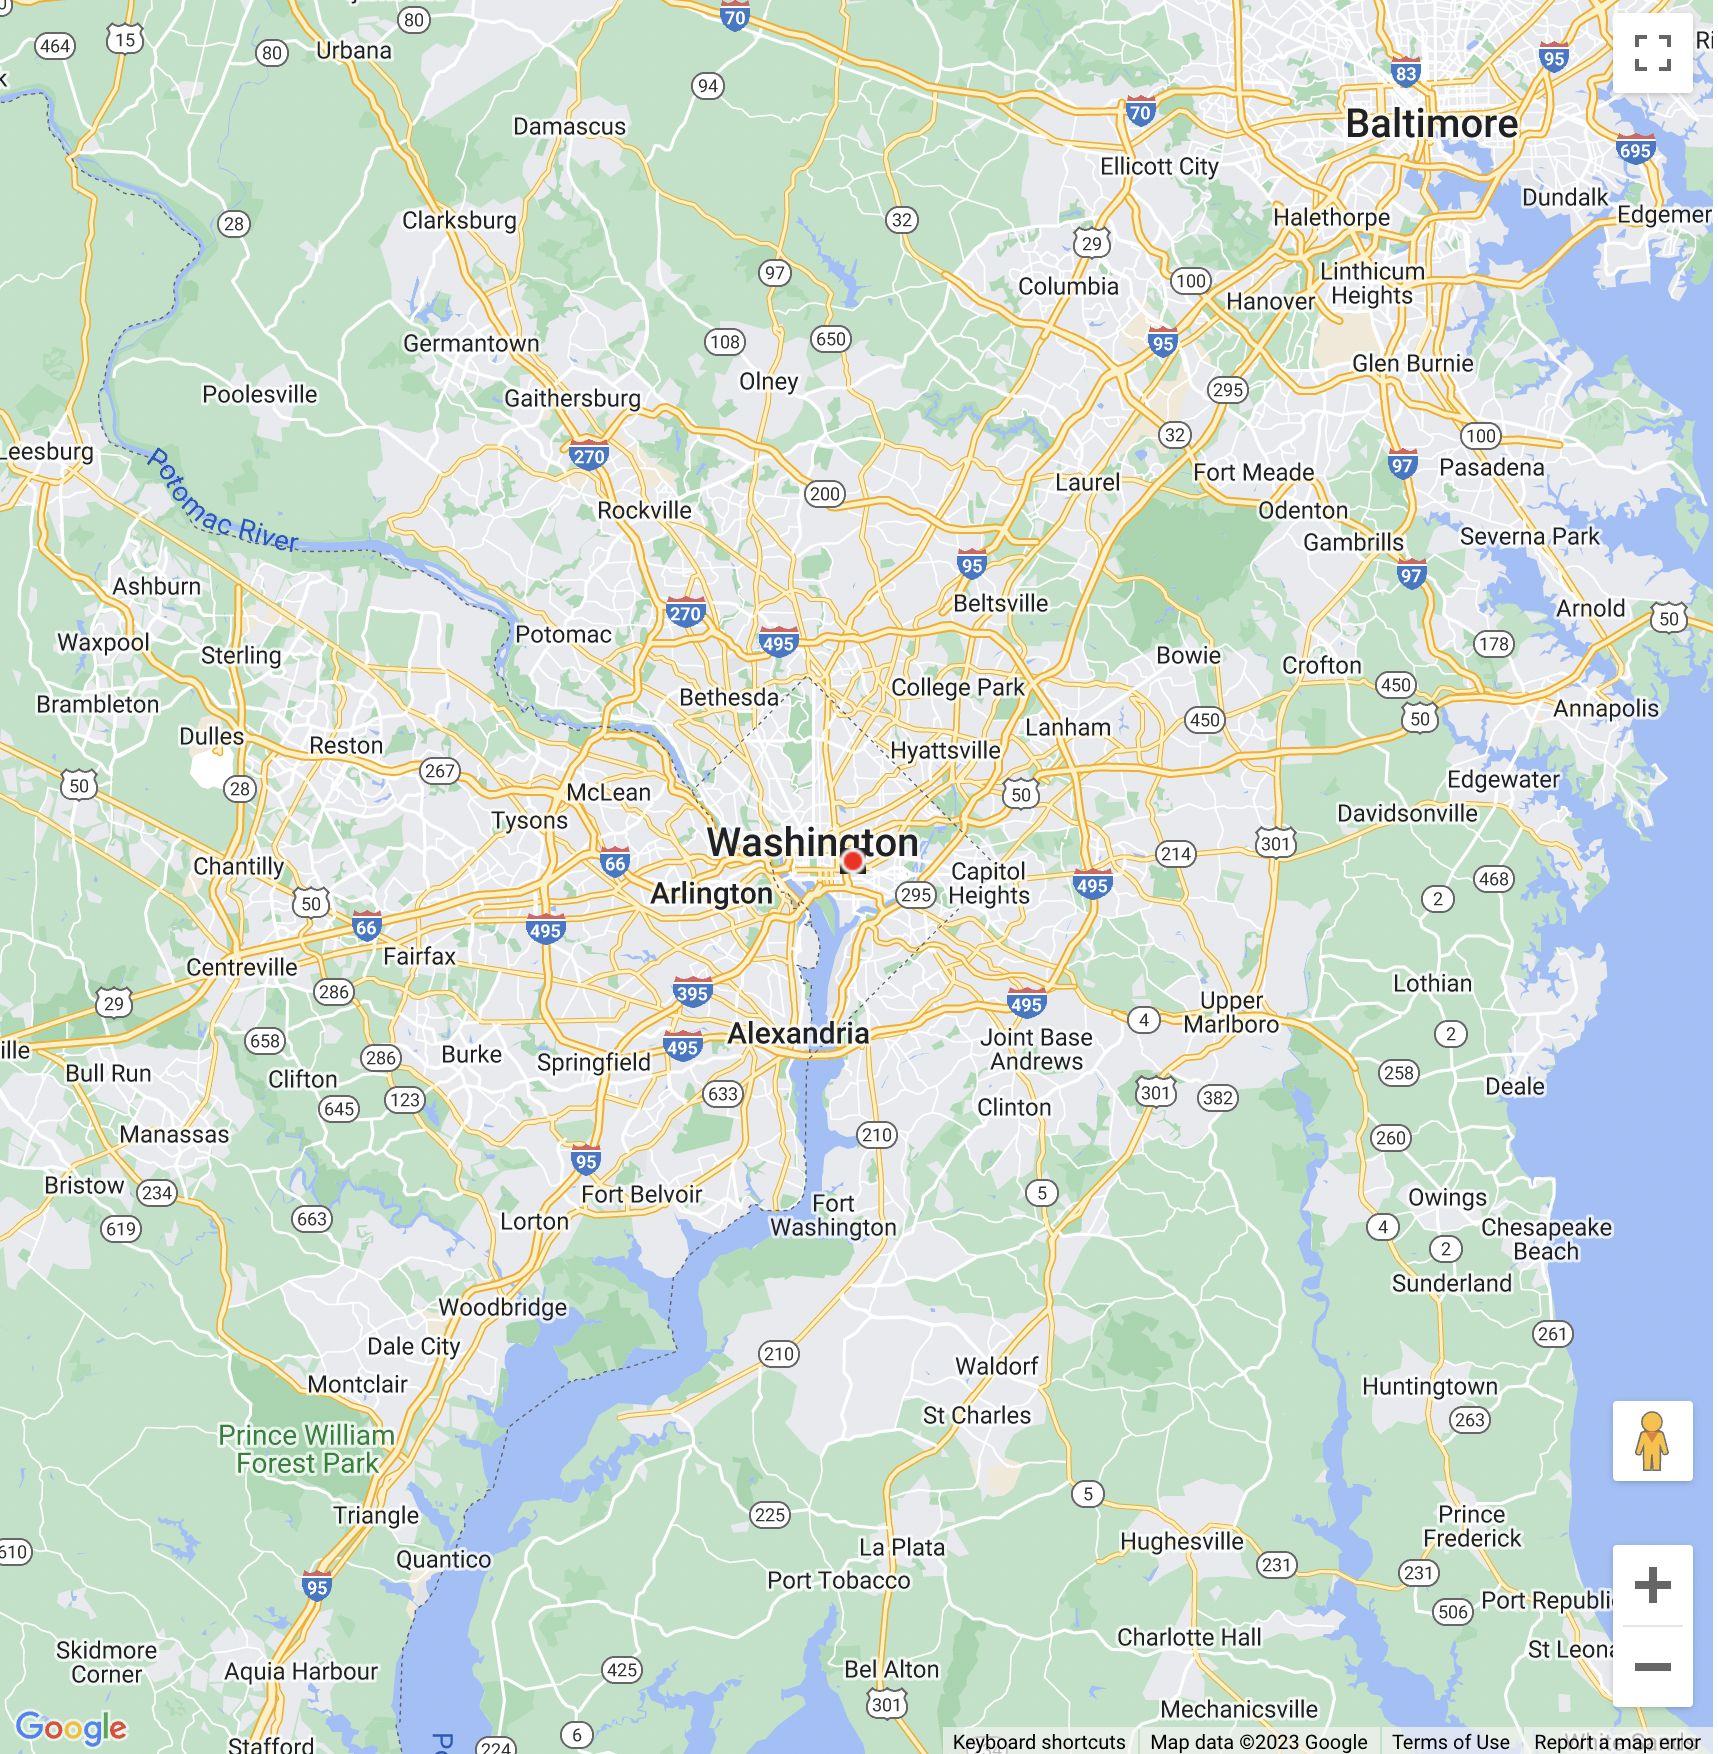 70
15
464
80
80
Urbana
83
95
94
70
Baltimore
Damascus
695
Ellicott City
Dundalk
Edgemer
Halethorpe
Clarksburg
28
32
29
97
100
Linthicum
Heights
Columbia
Hanover
Germantown
108
650
95
Glen Burnie
Olney
295
Poolesville
Gaithersburg
Leesburg
270
32
100
97
Pasadena
Potomac River
Laurel
Fort Meade
200
Rockville
Odenton
Gambrills
Severna Park
95
97
Ashburn
Beltsville
270
Arnold
50
Waxpool
Potomac
495
178
Sterling
Bowie
Crofton
Bethesda
College Park
450
Brambleton
Annapolis
Lanham
450
50
Dulles
Reston
Hyattsville
267
50
28
McLean
50
Edgewater
Tysons
Davidsonville
Washington
301
214
Chantilly
66
Capitol
Heights
495
468
Arlington
295
2
50
66
495
Fairfax
Centreville
286
395
Lothian
29
495
Upper
Marlboro
4
Alexandria
2
658
495
Joint Base
Andrews
ille
286
Burke
Springfield
Bull Run
Clifton
258
Deale
123
633
301
382
645
Clinton
Manassas
210
260
95
Bristow
234
Fort Belvoir
5
Owings
Fort
Washington
619
663
Lorton
4
Chesapeake
Beach
2
Sunderland
Woodbridge
261
Dale City
210
Waldorf
Montclair
Huntingtown
St Charles
263
Prince William
Forest Park
5
Triangle
225
Prince
Frederick
Hughesville
La Plata
610
Quantico
231
231
Port Tobacco
95
506
Port Republi
Charlotte Hall
St Leona
Skidmore
Corner
Aquia Harbour
425
Bel Alton
301
Mechanicsville
Google
6
224
Stafford
Keyboard shortcuts
Map data ©2023 Google
Terms of Use
Report a map error